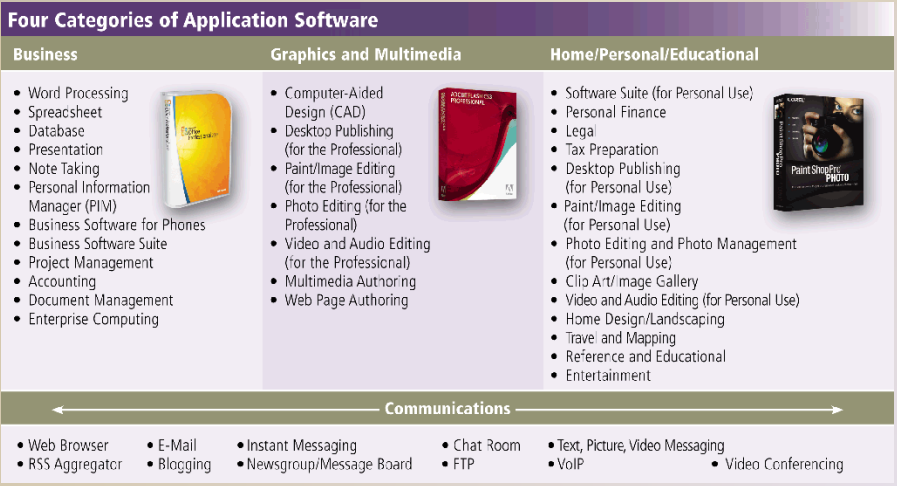 Four Categories of Application Software
Business
• Word Processing
• Spreadsheet
• Database
• Presentation
• Note Taking
• Personal Information
Manager (PIM)
• Business Software for Phones
• Business Software Suite
• Project Management
• Accounting
• Document Management
• Enterprise Computing
Graphics and Multimedia
• Computer-Aided
Design (CAD)
• Desktop Publishing
(for the Professional)
• Paint/Image Editing
(for the Professional)
• Photo Editing (for the
Professional)
• Video and Audio Editing
(for the Professional)
• Multimedia Authoring
• Web Page Authoring
ADOBE FLASH CS3
PROFESSIONAL
Adobe
Home/Personal/Educational
• Software Suite (for Personal Use)
• Personal Finance
• Legal
• Tax Preparation
• Desktop Publishing
(for Personal Use)
• Paint/Image Editing
(for Personal Use)
• Photo Editing and Photo Management
(for Personal Use)
• Clip Art/Image Gallery
• Video and Audio Editing (for Personal Use)
• Home Design/Landscaping
• Travel and Mapping
• Reference and Educational
• Entertainment
COREL
Paint Shop Pro
PHOTO
Communications
• Web Browser
• E-Mail
• Instant Messaging
• Chat Room
• Text, Picture, Video Messaging
• RSS Aggregator
• Blogging
• Newsgroup/Message Board
• FTP
• VoIP
• Video Conferencing